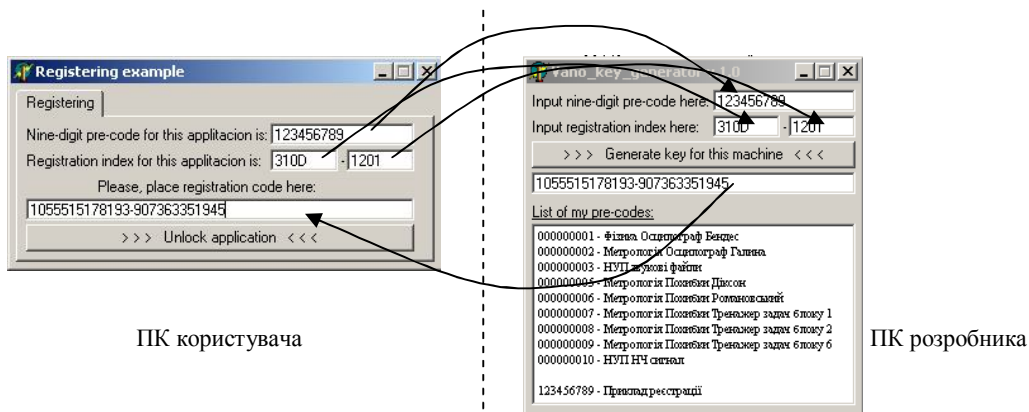 Registering example
Registering
Nine-digit pre-code for this applitacion is: 123456789
Registration index for this applitacion is: 310D - 1201
Please, place registration code here:
1055515178193-907363351945
>>> Unlock application <<<
ПК користувача
Vano_key_generator 1.0
Input nine-digit pre-code here: 123456789
Input registration index here: 310D - 1201
>>> Generate key for this machine <<<
1055515178193-907363351945
List of my pre-codes:
000000001 - Фізика Осцилограф Бендес
000000002 - Метрологія Осцилограф Галина
000000003 - НУП звукові файли
000000005 - Метрологія Похибки Діксон
000000006 - Метрологія Похибки Романовський
000000007 - Метрологія Похибки Тренажер задач блоку 1
000000008 - Метрологія Похибки Тренажер задач блоку 2
000000009 - Метрологія Похибки Тренажер задач блоку 6
000000010 - НУП НЧ сигнал
123456789 - Приклад реєстрації
ПК розробника